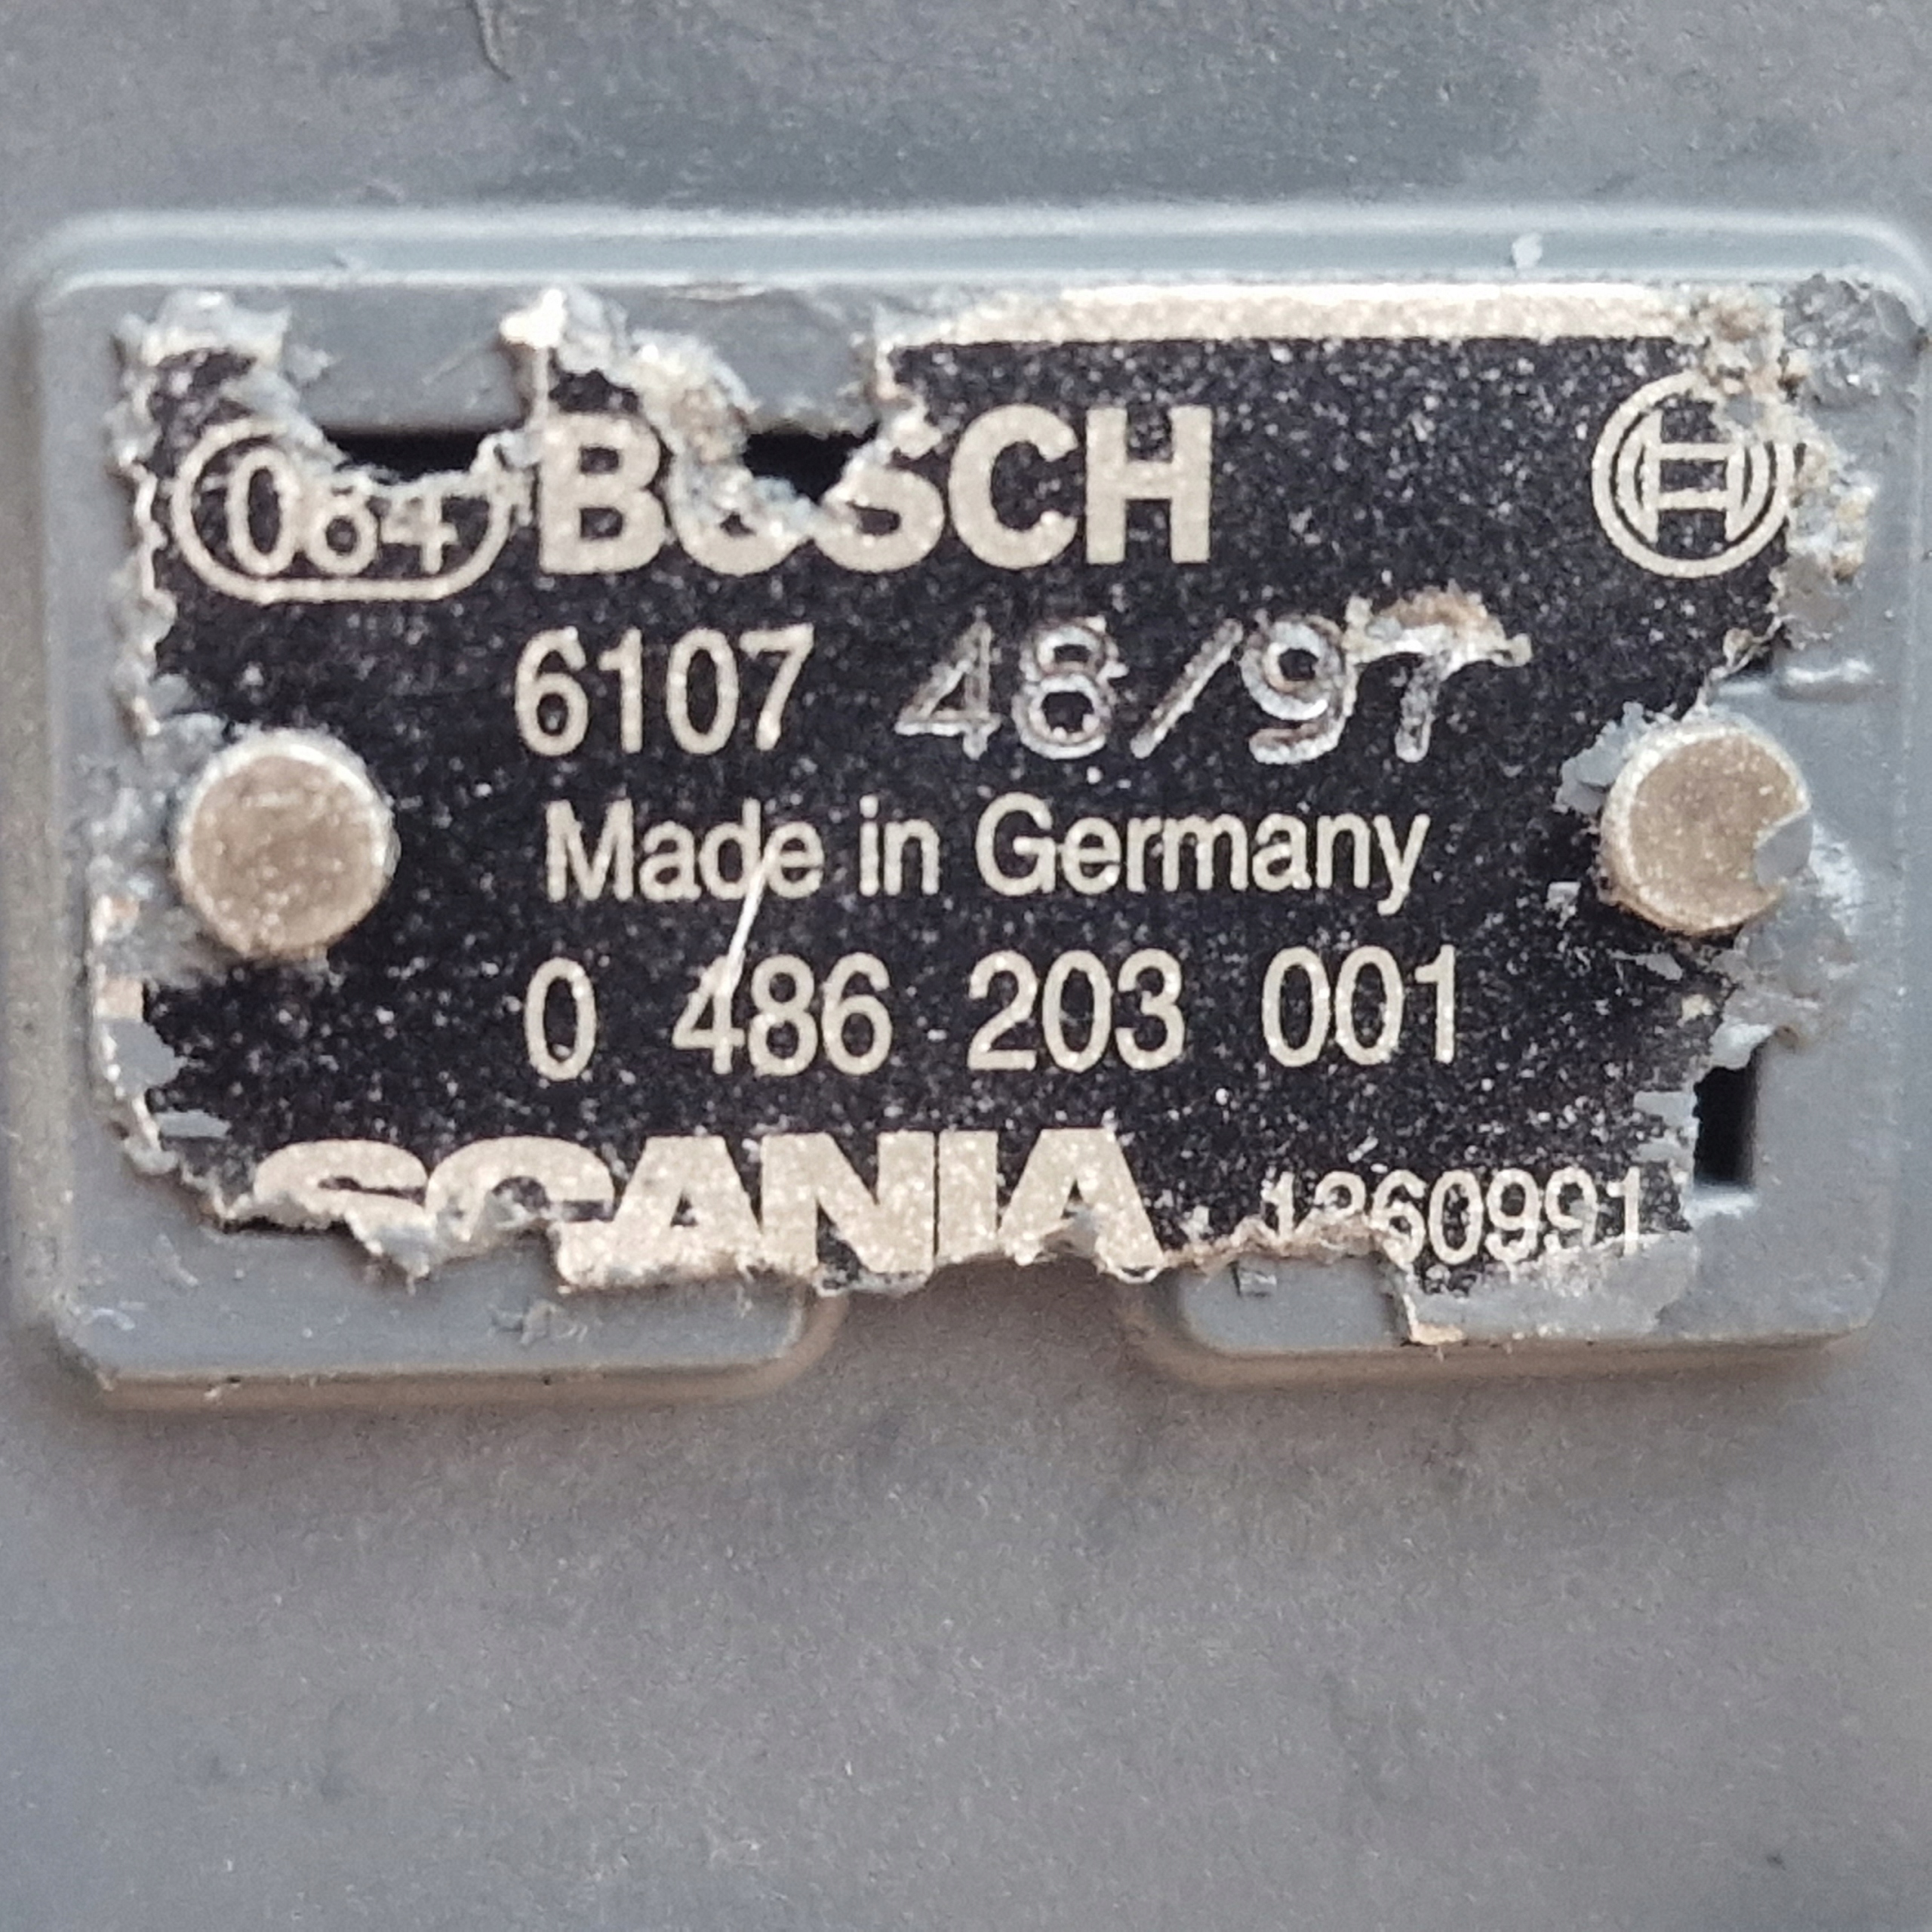 084 BOSCH
6107 48/97
Made in Germany
0 486 203 001
SCANIA